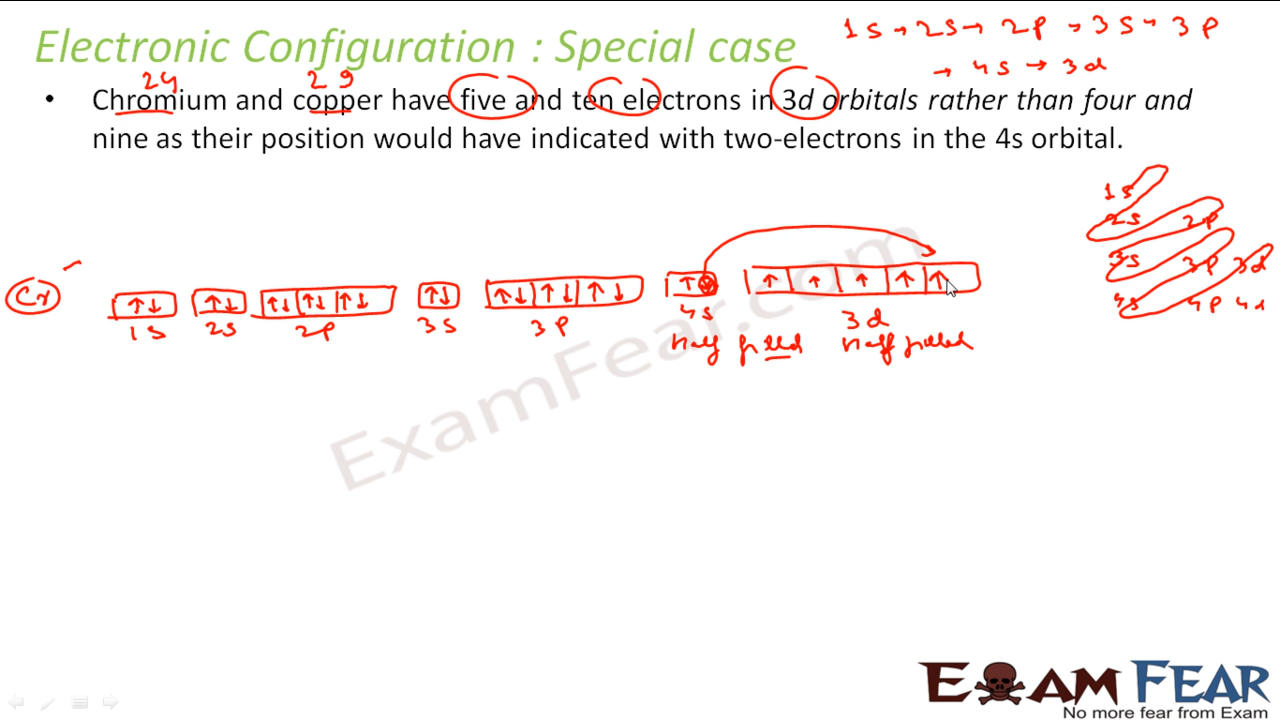 Electronic Configuration : Special case
1s → 2s → 2p → 3s → 3p
→ 4s → 3d
24 29
• Chromium and copper have five and ten electrons in 3d orbitals rather than four and
nine as their position would have indicated with two-electrons in the 4s orbital.
1s
2s 2p
3s 3p 3d
4s 4p 4d
Cr
↑↓ ↑↓ ↑↓ ↑↓ ↑↓ ↑↓ ↑↓ ↑↓ ↑↓ ↑ ↑ ↑ ↑ ↑ ↑
1s 2s 2p 3s 3p 4s 3d
half filled half filled
ExamFear.com
EXAM FEAR
No more fear from Exam